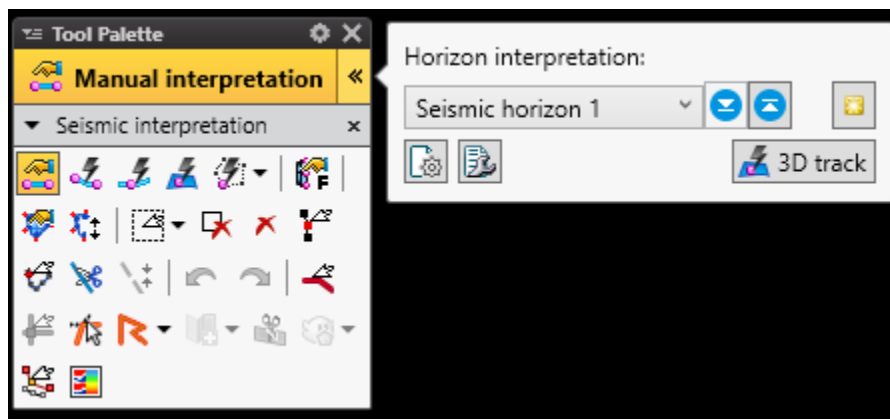 Tool Palette
Manual interpretation
Seismic interpretation
Horizon interpretation:
Seismic horizon 1
3D track
F